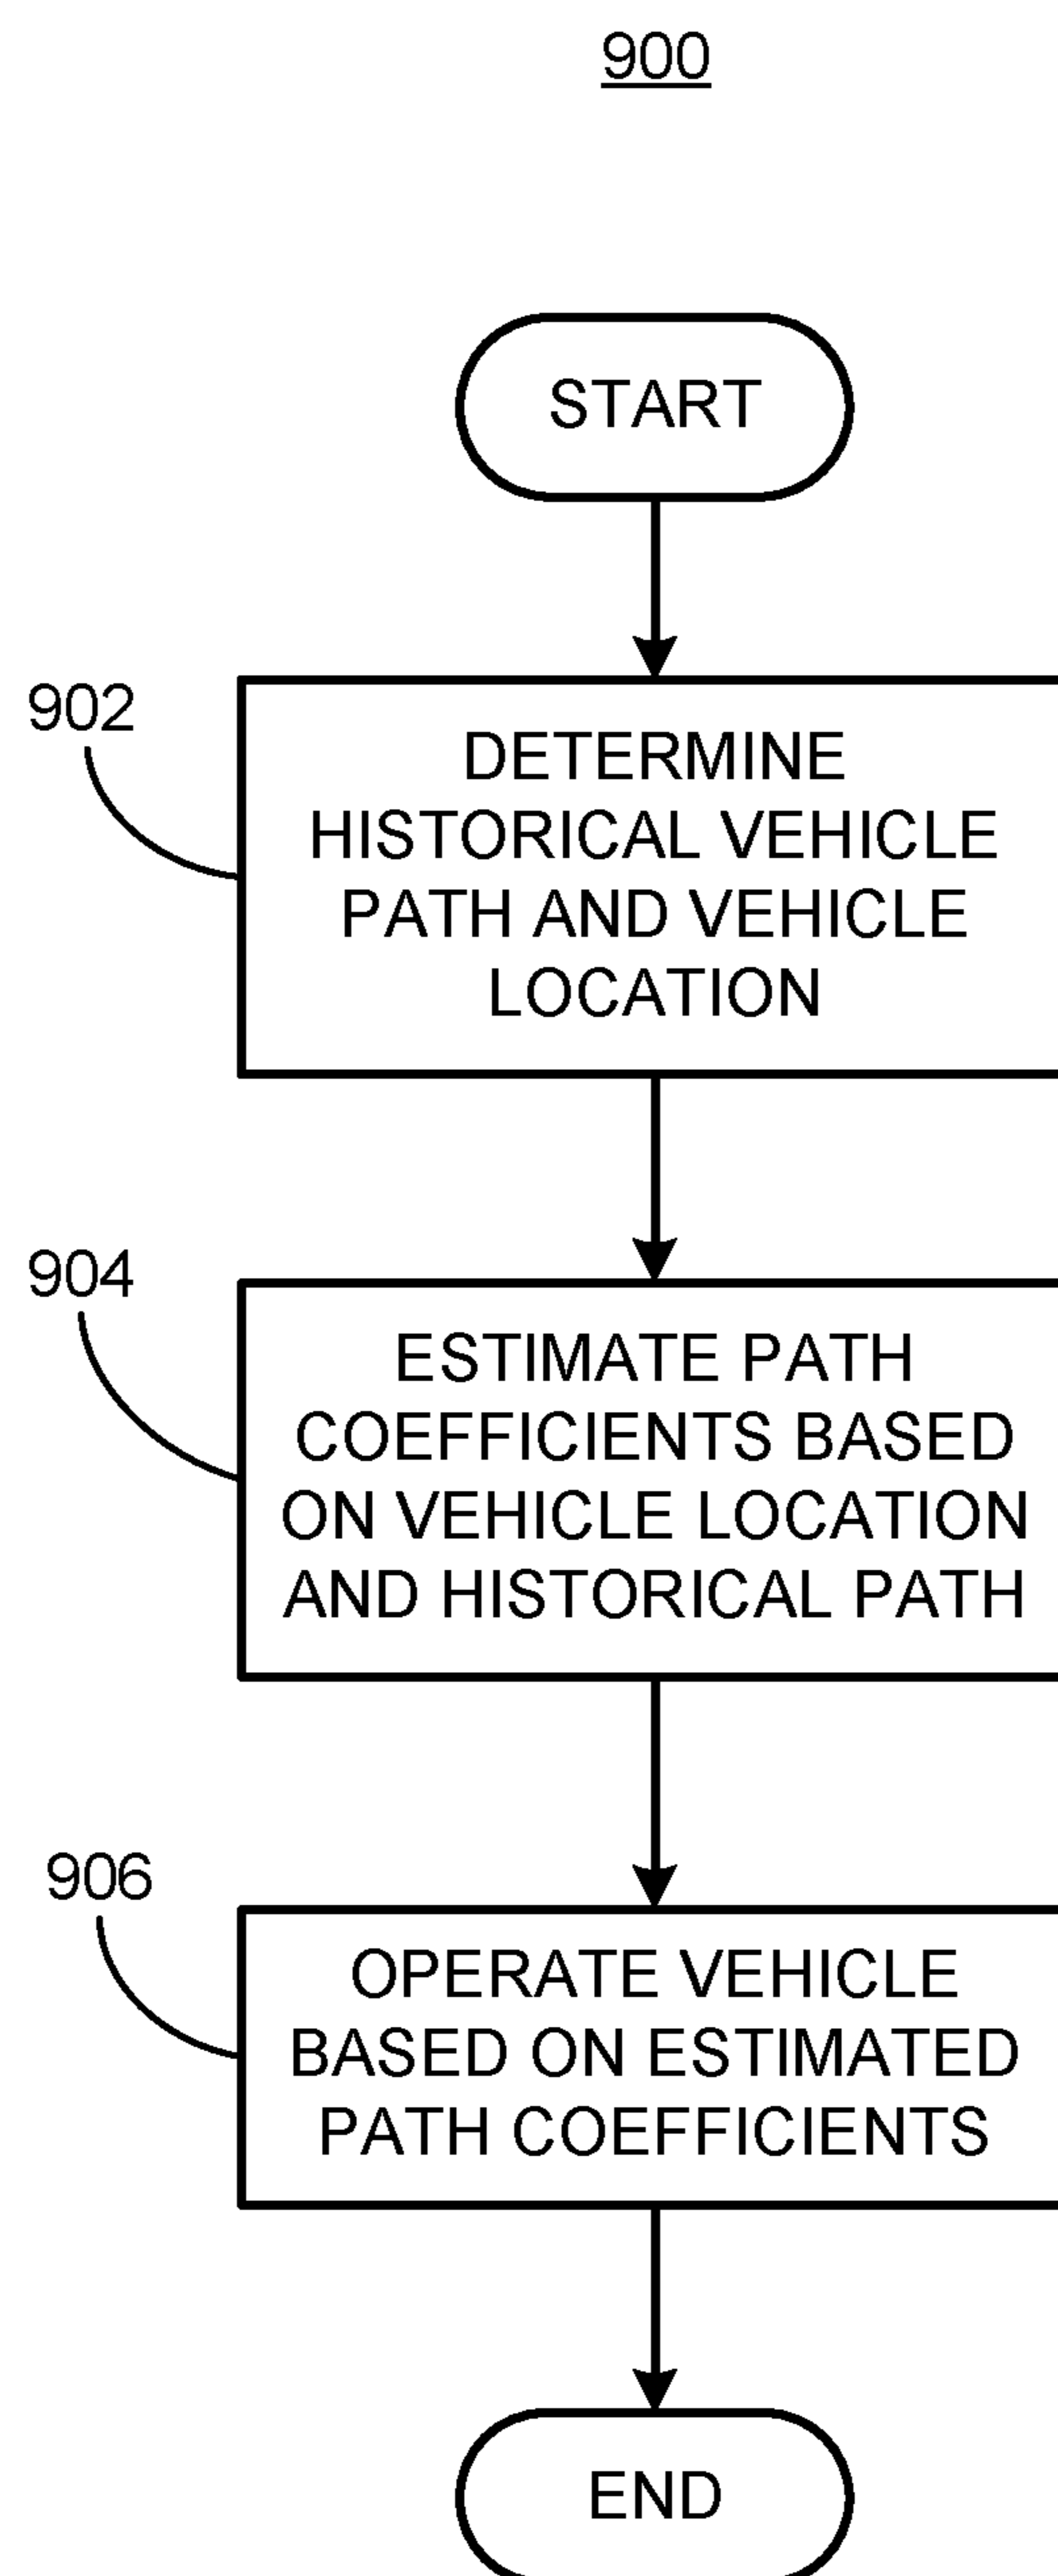 900
START
902
DETERMINE
HISTORICAL VEHICLE
PATH AND VEHICLE
LOCATION
904
ESTIMATE PATH
COEFFICIENTS BASED
ON VEHICLE LOCATION
AND HISTORICAL PATH
906
OPERATE VEHICLE
BASED ON ESTIMATED
PATH COEFFICIENTS
END